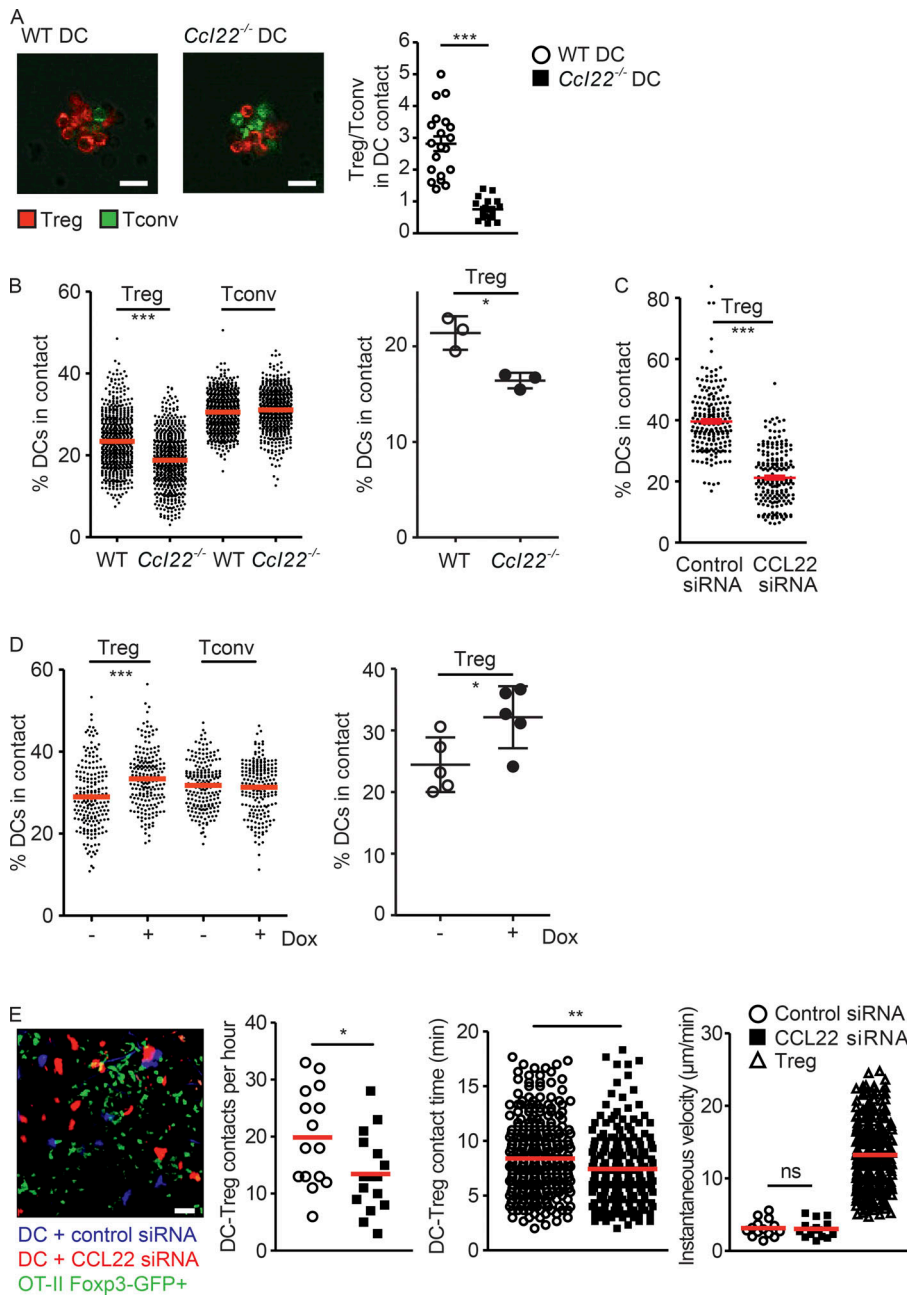 A
WT DC
Ccl22-/- DC
Treg
Tconv
Treg/Tconv
in DC contact
6
5
4
3
2
1
0
***
WT DC
Ccl22-/- DC
B
% DCs in contact
60
40
20
0
Treg
***
Tconv
WT
Ccl22-/-
WT
Ccl22-/-
% DCs in contact
20
10
0
Treg
*
WT
Ccl22-/-
C
% DCs in contact
80
60
40
20
0
Treg
***
Control
siRNA
CCL22
siRNA
D
% DCs in contact
60
40
20
0
Treg
***
Tconv
-
+
-
+
Dox
% DCs in contact
40
30
20
10
0
Treg
*
-
+
Dox
E
DC + control siRNA
DC + CCL22 siRNA
OT-II Foxp3-GFP+
DC-Treg contacts per hour
40
30
20
10
0
*
DC-Treg contact time (min)
20
15
10
5
0
**
Control siRNA
CCL22 siRNA
Treg
Instantaneous velocity (µm/min)
30
20
10
0
ns